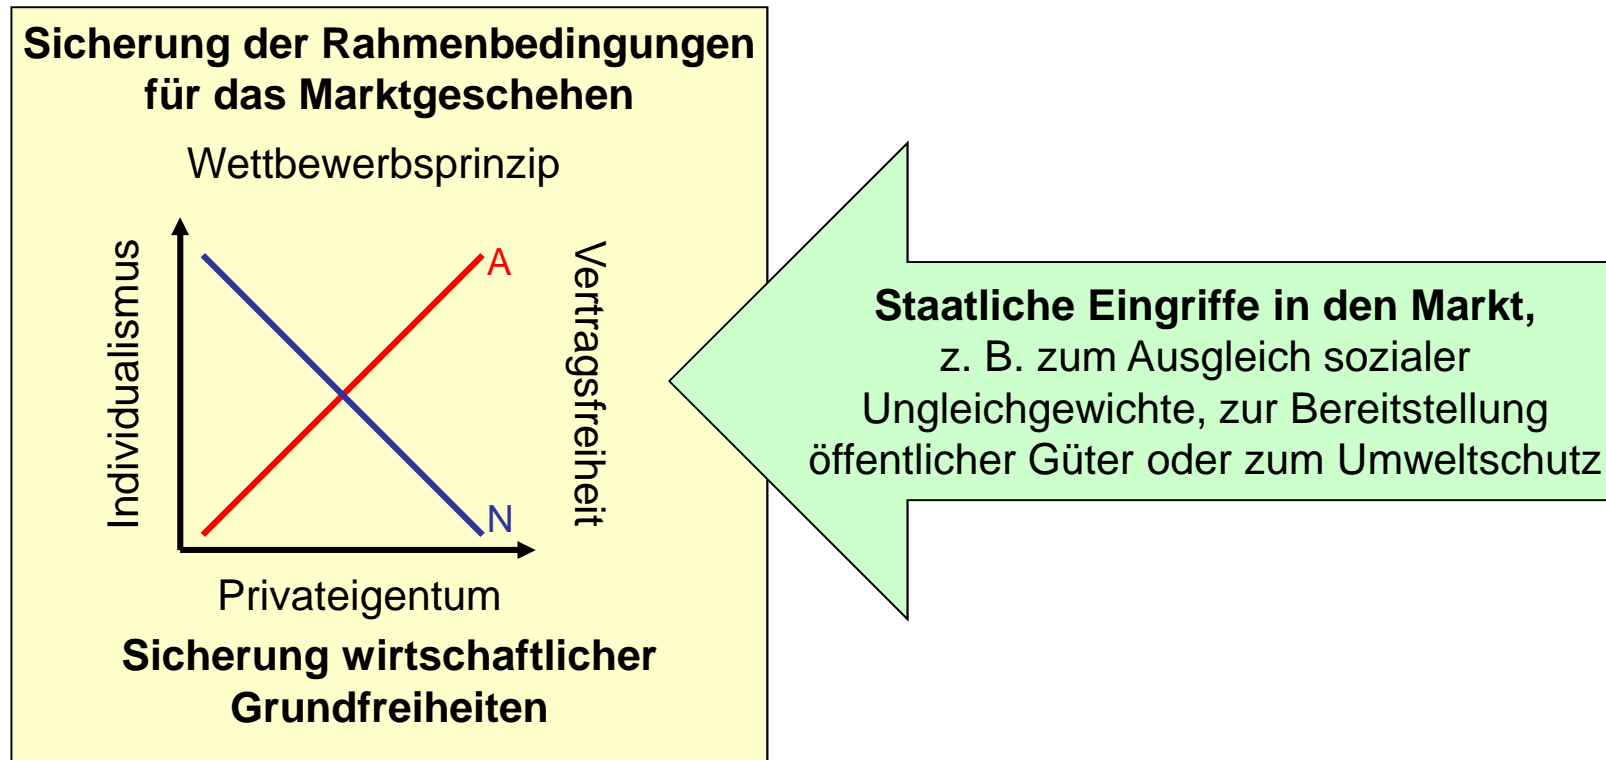 Sicherung der Rahmenbedingungen
für das Marktgeschehen
Wettbewerbsprinzip
Individualismus
A
N
Vertragsfreiheit
Privateigentum
Sicherung wirtschaftlicher
Grundfreiheiten
Staatliche Eingriffe in den Markt,
z. B. zum Ausgleich sozialer
Ungleichgewichte, zur Bereitstellung
öffentlicher Güter oder zum Umweltschutz